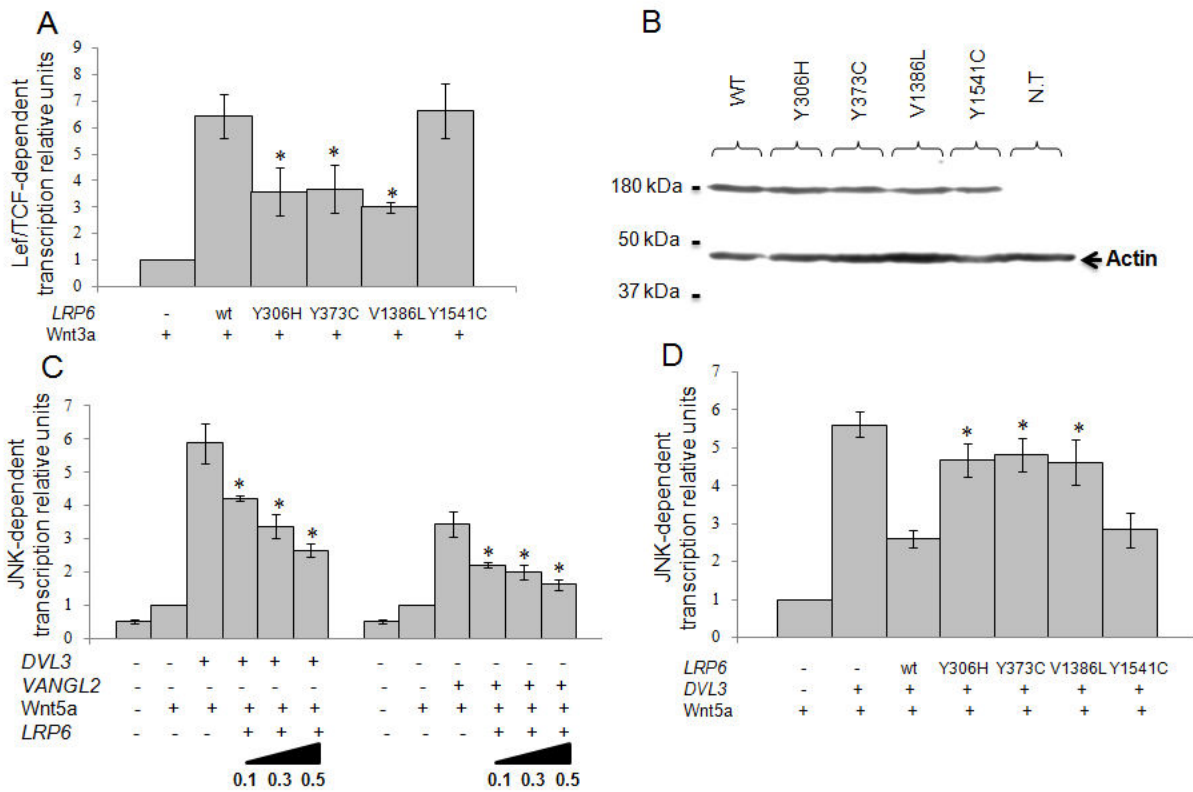 A
Lef/TCF-dependent
transcription relative units
9
8
7
6
5
4
3
2
1
0
* * *
LRP6 - wt Y306H Y373C V1386L Y1541C
Wnt3a + + + + + +
B
WT Y306H Y373C V1386L Y1541C N.T
180 kDa
50 kDa
Actin
37 kDa
C
JNK-dependent
transcription relative units
7
6
5
4
3
2
1
0
* * * * * *
DVL3 - - + + + + - - - - - -
VANGL2 - - - - - - - - + + + +
Wnt5a - + + + + + - + + + + +
LRP6 - - - + + + - - - + + +
0.1 0.3 0.5 0.1 0.3 0.5
D
JNK-dependent
transcription relative units
7
6
5
4
3
2
1
0
* * *
LRP6 - - wt Y306H Y373C V1386L Y1541C
DVL3 - + + + + + +
Wnt5a + + + + + + +